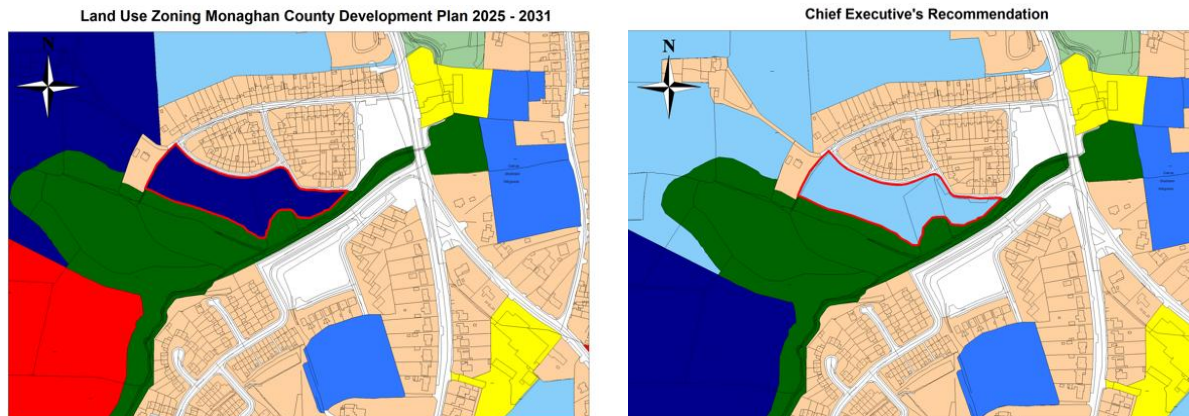 Land Use Zoning Monaghan County Development Plan 2025 - 2031
Chief Executive's Recommendation
N
N